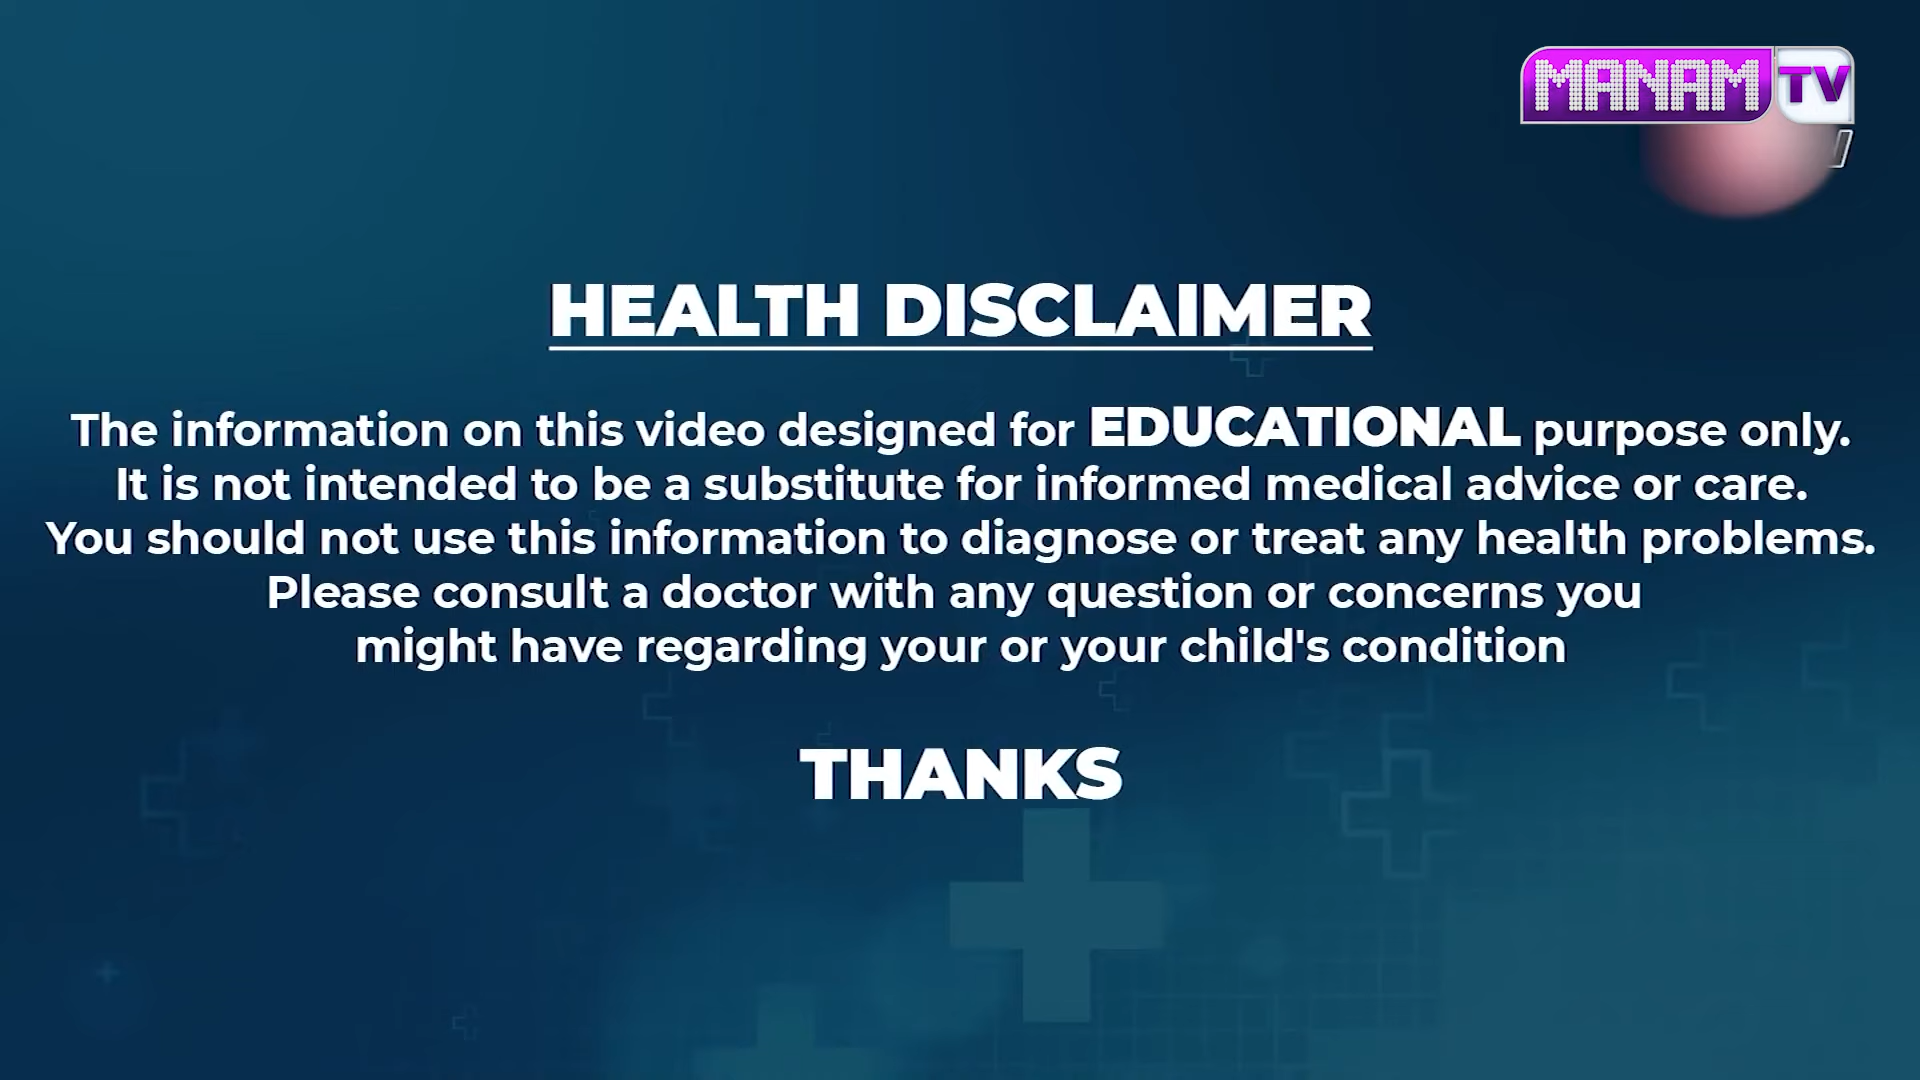 MANAM TV
HEALTH DISCLAIMER
The information on this video designed for EDUCATIONAL purpose only.
It is not intended to be a substitute for informed medical advice or care.
You should not use this information to diagnose or treat any health problems.
Please consult a doctor with any question or concerns you
might have regarding your or your child's condition
THANKS